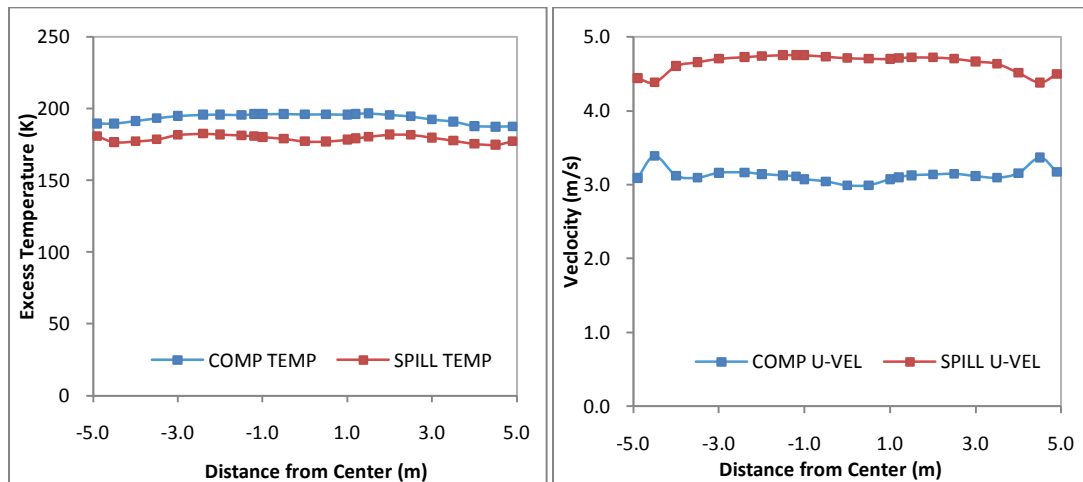 250
200
150
100
50
0
Excess Temperature (K)
COMP TEMP
SPILL TEMP
-5.0 -3.0 -1.0 1.0 3.0 5.0
Distance from Center (m)
5.0
4.0
3.0
2.0
1.0
0.0
Veclocity (m/s)
COMP U-VEL
SPILL U-VEL
-5.0 -3.0 -1.0 1.0 3.0 5.0
Distance from Center (m)